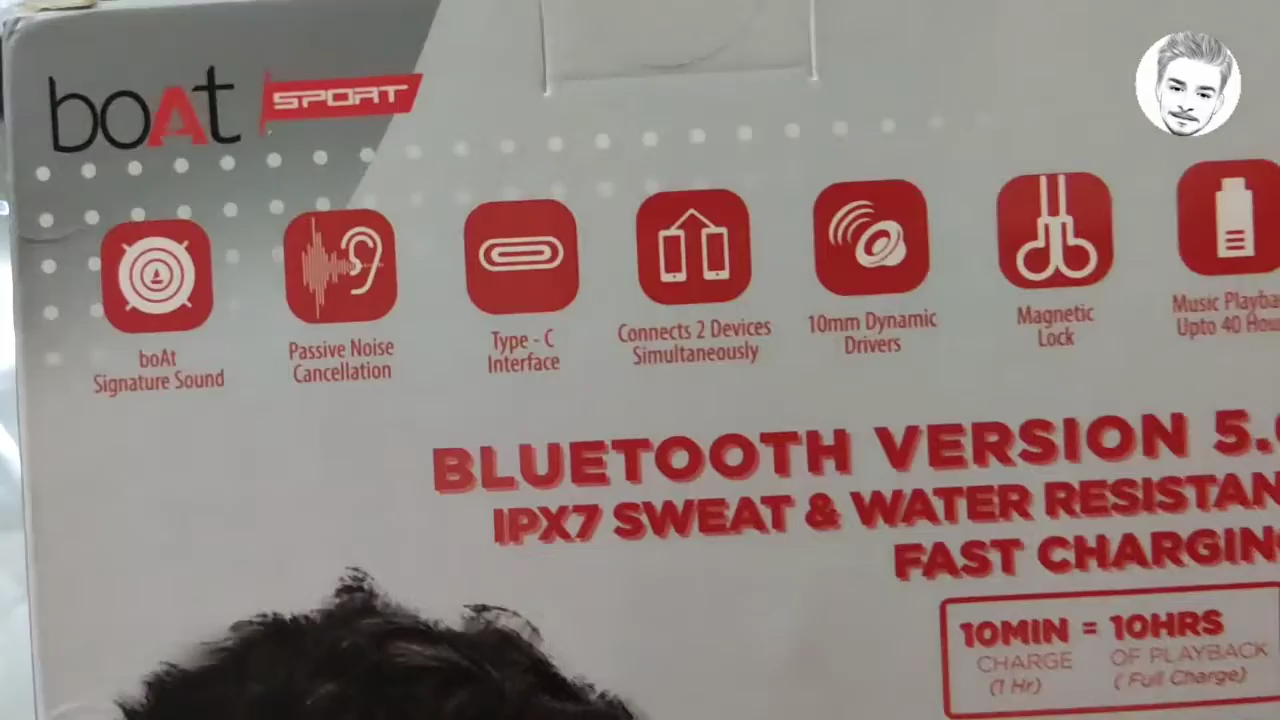 boAt SPORT
boAt
Signature Sound
Passive Noise
Cancellation
Type - C
Interface
Connects 2 Devices
Simultaneously
10mm Dynamic
Drivers
Magnetic
Lock
Music Playba
Upto 40 Hou
BLUETOOTH VERSION 5.
IPX7 SWEAT & WATER RESISTAN
FAST CHARGIN
10MIN = 10HRS
CHARGE OF PLAYBACK
(1 Hr) (Full Charge)